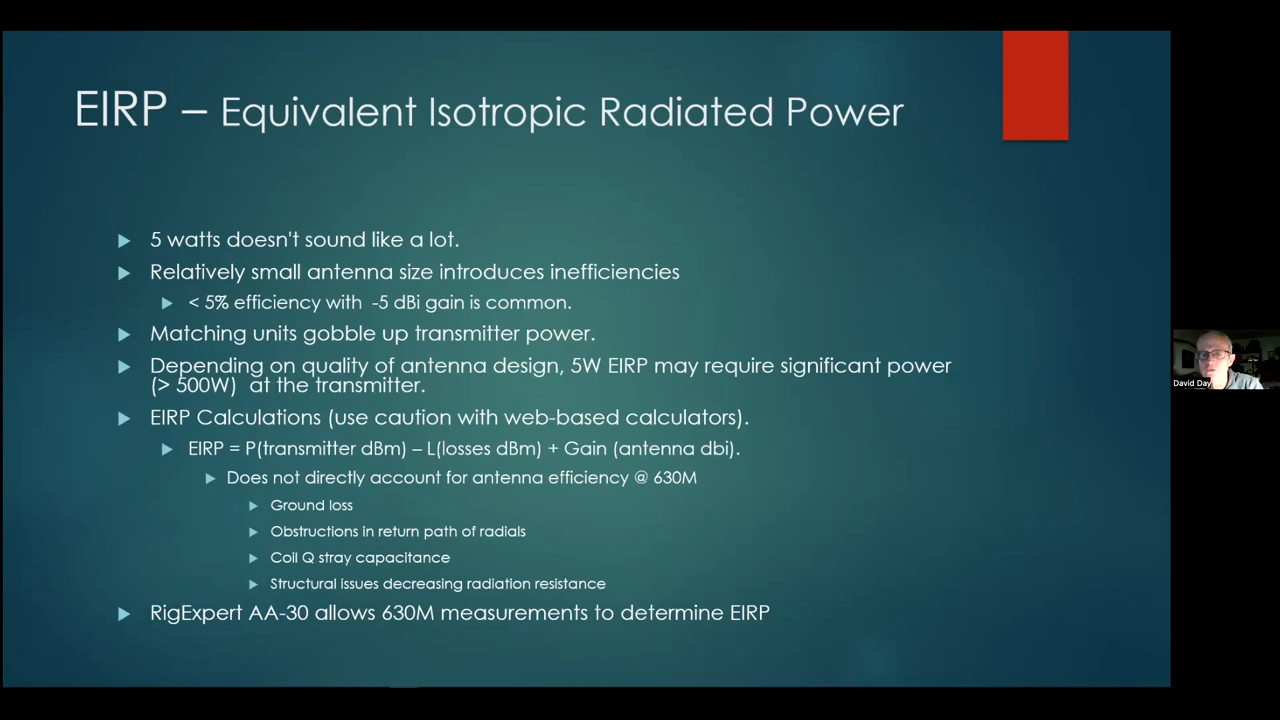 EIRP – Equivalent Isotropic Radiated Power
5 watts doesn't sound like a lot.
Relatively small antenna size introduces inefficiencies
< 5% efficiency with -5 dBi gain is common.
Matching units gobble up transmitter power.
Depending on quality of antenna design, 5W EIRP may require significant power
(> 500W) at the transmitter.
EIRP Calculations (use caution with web-based calculators).
EIRP = P(transmitter dBm) – L(losses dBm) + Gain (antenna dbi).
Does not directly account for antenna efficiency @ 630M
Ground loss
Obstructions in return path of radials
Coil Q stray capacitance
Structural issues decreasing radiation resistance
RigExpert AA-30 allows 630M measurements to determine EIRP
David Day